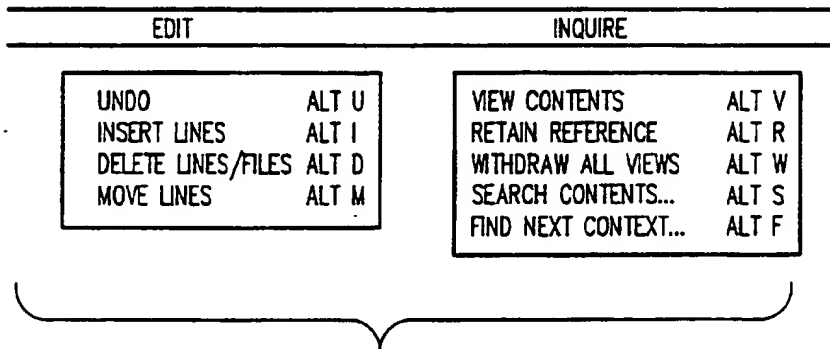 EDIT INQUIRE
UNDO ALT U
INSERT LINES ALT I
DELETE LINES/FILES ALT D
MOVE LINES ALT M
VIEW CONTENTS ALT V
RETAIN REFERENCE ALT R
WITHDRAW ALL VIEWS ALT W
SEARCH CONTENTS... ALT S
FIND NEXT CONTEXT... ALT F